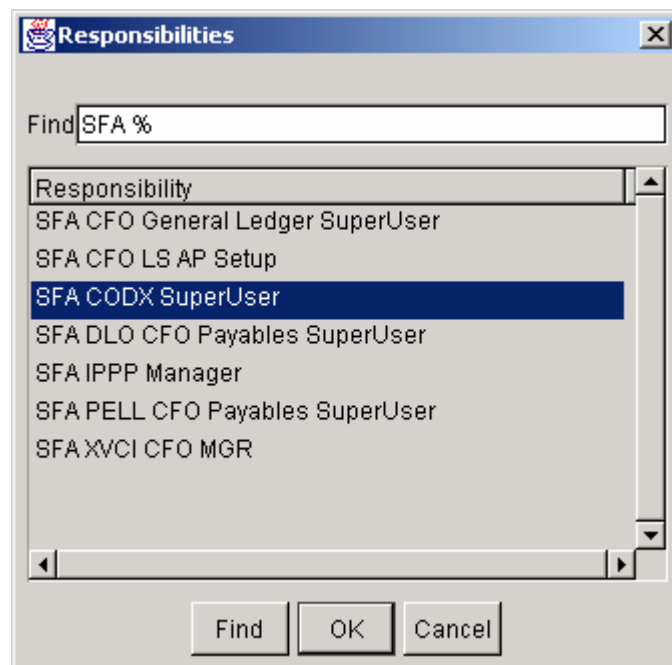 Responsibilities
Find SFA %
Responsibility
SFA CFO General Ledger SuperUser
SFA CFO LS AP Setup
SFA CODX SuperUser
SFA DLO CFO Payables SuperUser
SFA IPPP Manager
SFA PELL CFO Payables SuperUser
SFA XVCI CFO MGR
Find OK Cancel